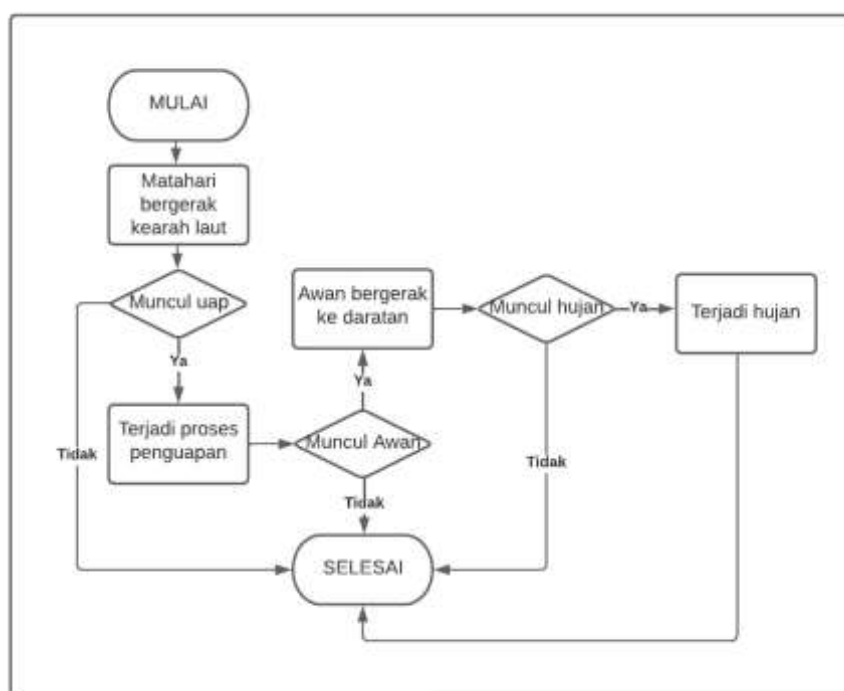 MULAI
Matahari
bergerak
kearah laut
Muncul uap
Ya
Tidak
Terjadi proses
penguapan
Muncul Awan
Ya
Tidak
Awan bergerak
ke daratan
Muncul hujan
Ya
Tidak
Terjadi hujan
SELESAI